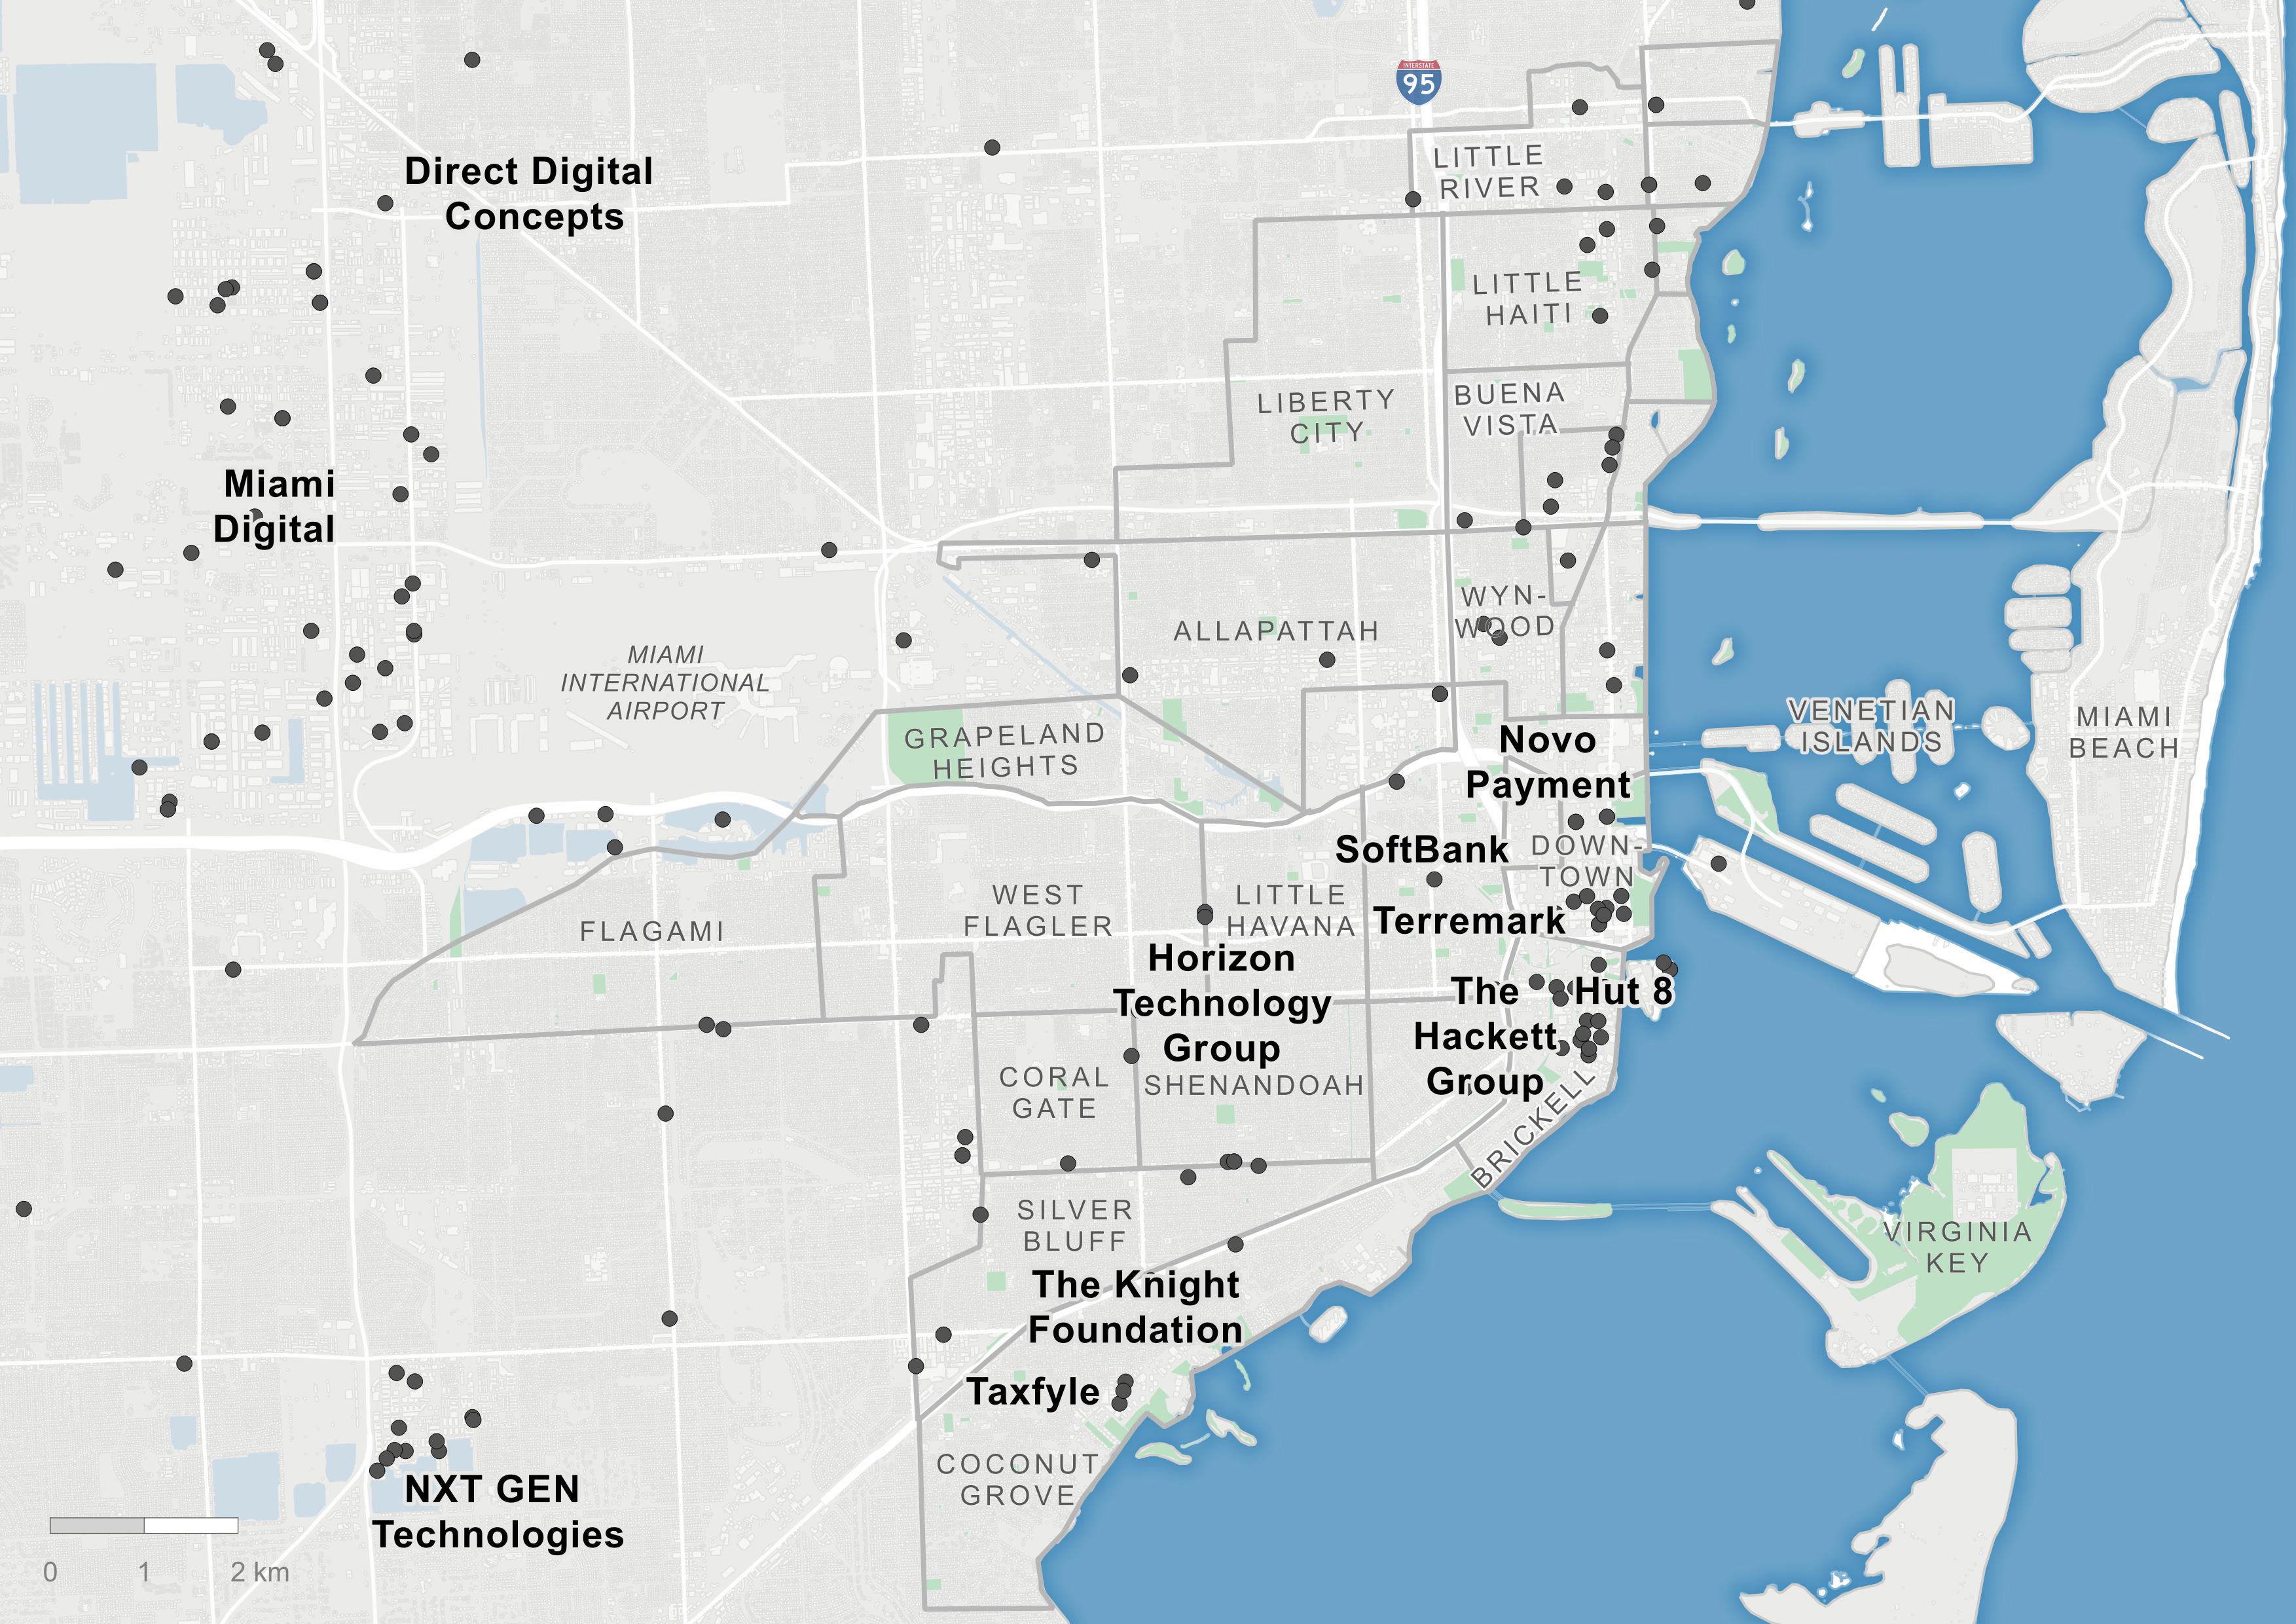 INTERSTATE
95
Direct Digital
Concepts
LITTLE
RIVER
LITTLE
HAITI
LIBERTY
CITY
BUENA
VISTA
Miami
Digital
WYN-
WOOD
ALLAPATTAH
MIAMI
INTERNATIONAL
AIRPORT
GRAPELAND
HEIGHTS
VENETIAN
ISLANDS
MIAMI
BEACH
Novo
Payment
SoftBank
DOWN-
TOWN
WEST
FLAGLER
LITTLE
HAVANA
Terremark
FLAGAMI
Horizon
Technology
Group
The
Hackett
Group
Hut 8
CORAL
GATE
SHENANDOAH
BRICKELL
SILVER
BLUFF
VIRGINIA
KEY
The Knight
Foundation
Taxfyle
COCONUT
GROVE
NXT GEN
Technologies
0 1 2 km